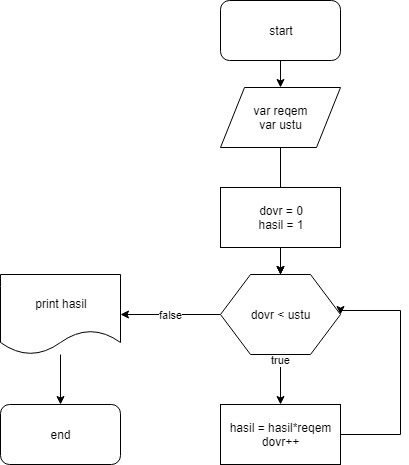 start
var reqem
var ustu
dovr = 0
hasil = 1
dovr < ustu
false
print hasil
true
hasil = hasil*reqem
dovr++
end